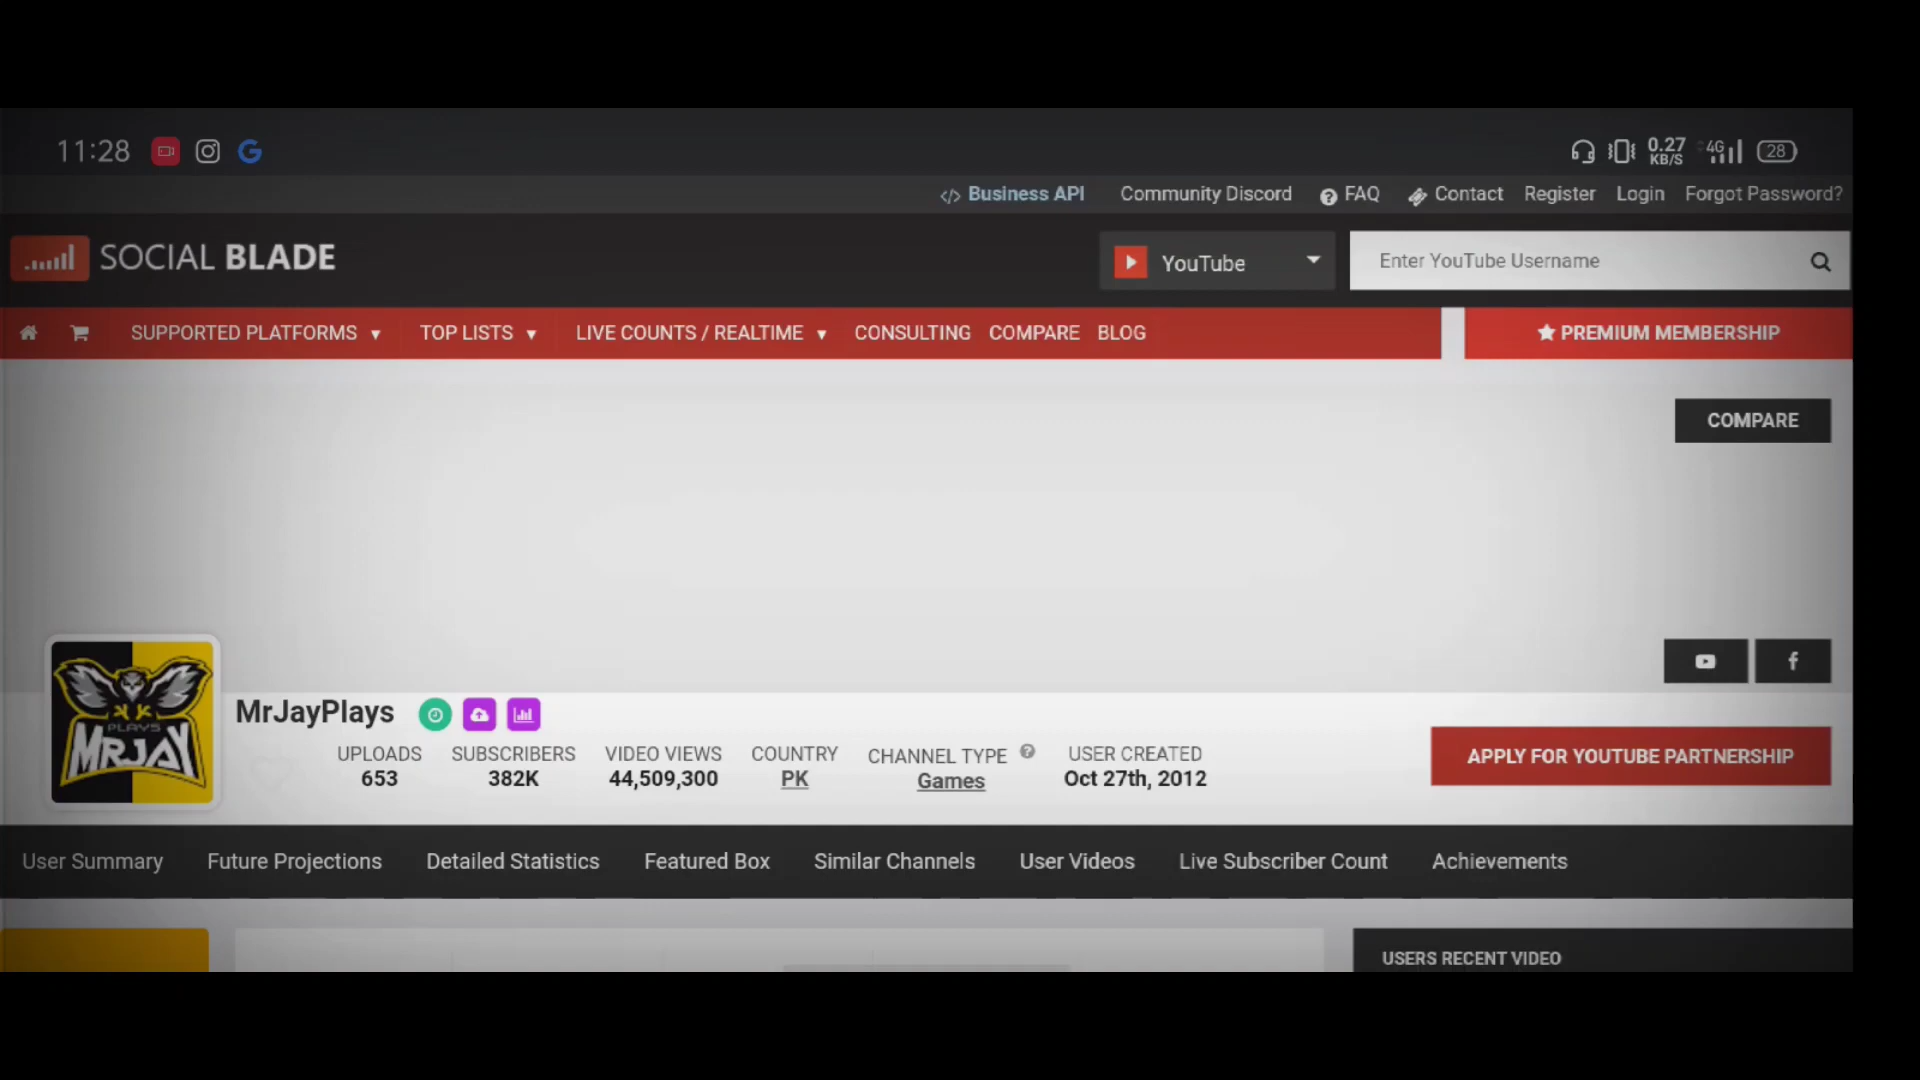 11:28 0.27 KB/S 4G 28
Business API Community Discord FAQ Contact Register Login Forgot Password?
SOCIAL BLADE YouTube Enter YouTube Username
SUPPORTED PLATFORMS TOP LISTS LIVE COUNTS / REALTIME CONSULTING COMPARE BLOG PREMIUM MEMBERSHIP
COMPARE
PLAYS
MRJAY
MrJayPlays
UPLOADS SUBSCRIBERS VIDEO VIEWS COUNTRY CHANNEL TYPE USER CREATED
653 382K 44,509,300 PK Games Oct 27th, 2012
APPLY FOR YOUTUBE PARTNERSHIP
User Summary Future Projections Detailed Statistics Featured Box Similar Channels User Videos Live Subscriber Count Achievements
USERS RECENT VIDEO